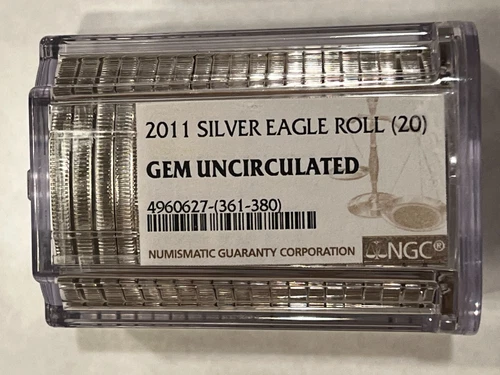 2011 SILVER EAGLE ROLL (20)
GEM UNCIRCULATED
4960627-(361-380)
NUMISMATIC GUARANTY CORPORATION NGC®